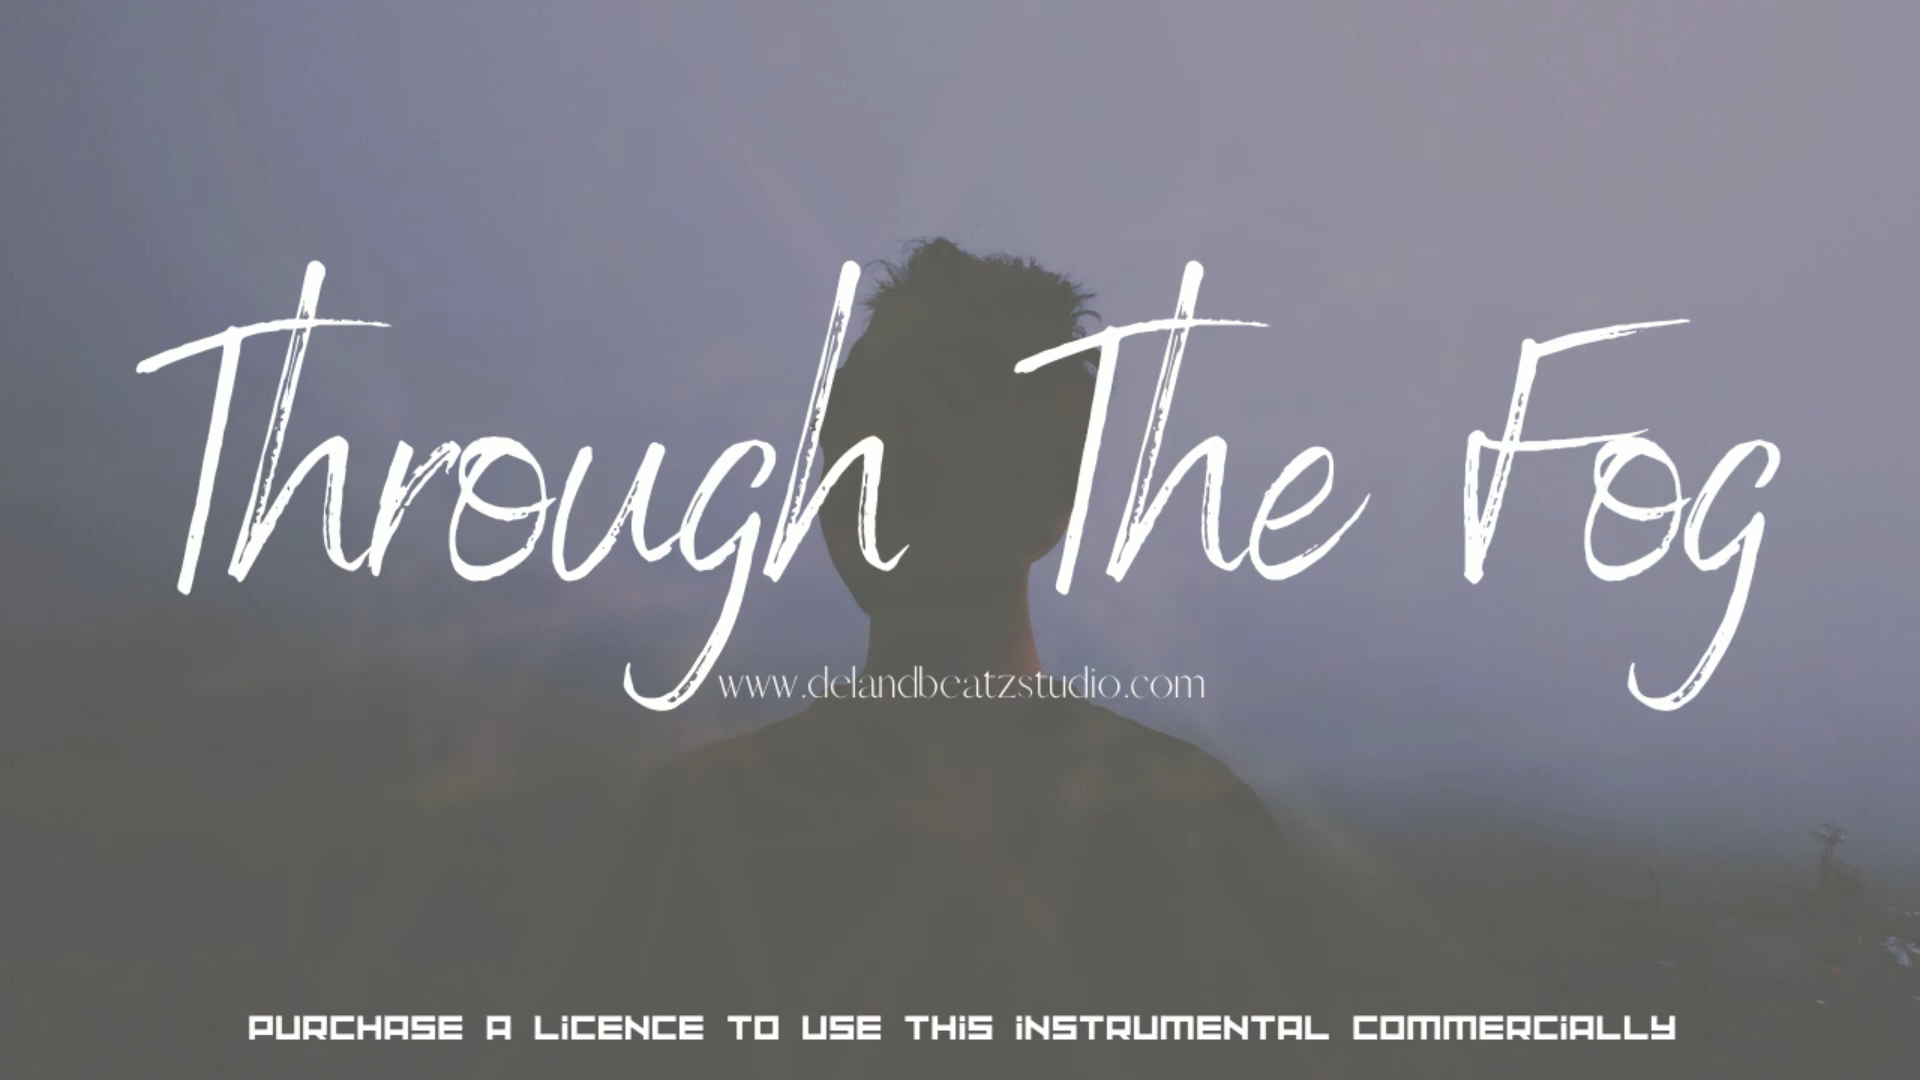 Through The Fog
www.delandbeatzstudio.com
PURCHASE A LiCENCE TO USE THiS iNSTRUMENTAL COMMERCiALLY